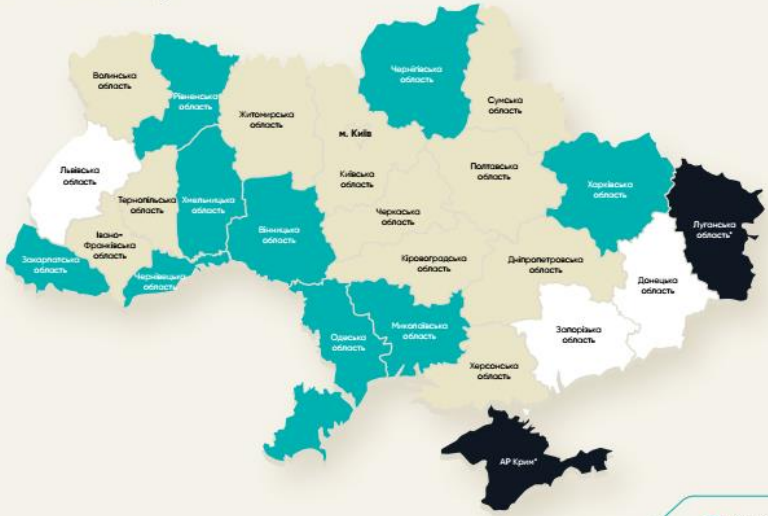 Волинська
область
Рівненська
область
Житомирська
область
Чернігівська
область
Сумська
область
м. Київ
Київська
область
Львівська
область
Тернопільська
область
Хмельницька
область
Вінницька
область
Черкаська
область
Полтавська
область
Харківська
область
Луганська
область*
Закарпатська
область
Івано-
Франківська
область
Чернівецька
область
Кіровоградська
область
Дніпропетровська
область
Донецька
область
Одеська
область
Миколаївська
область
Запорізька
область
Херсонська
область
АР Крим*